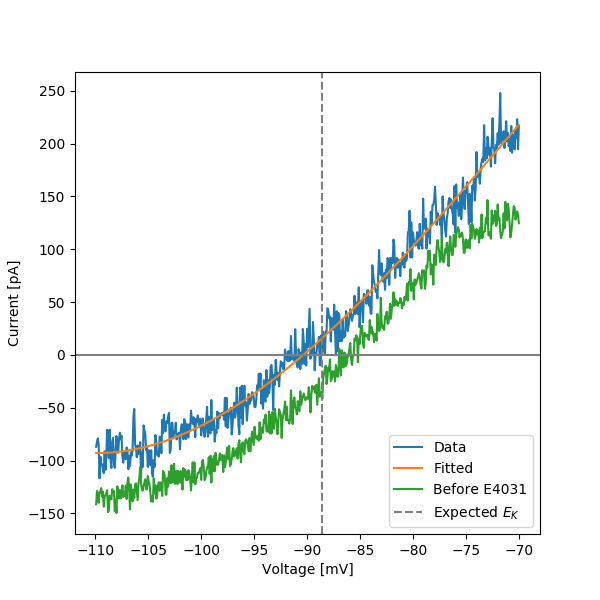 250
200
150
100
50
0
−50
−100
−150
Current [pA]
Data
Fitted
Before E4031
Expected E_K
−110 −105 −100 −95 −90 −85 −80 −75 −70
Voltage [mV]